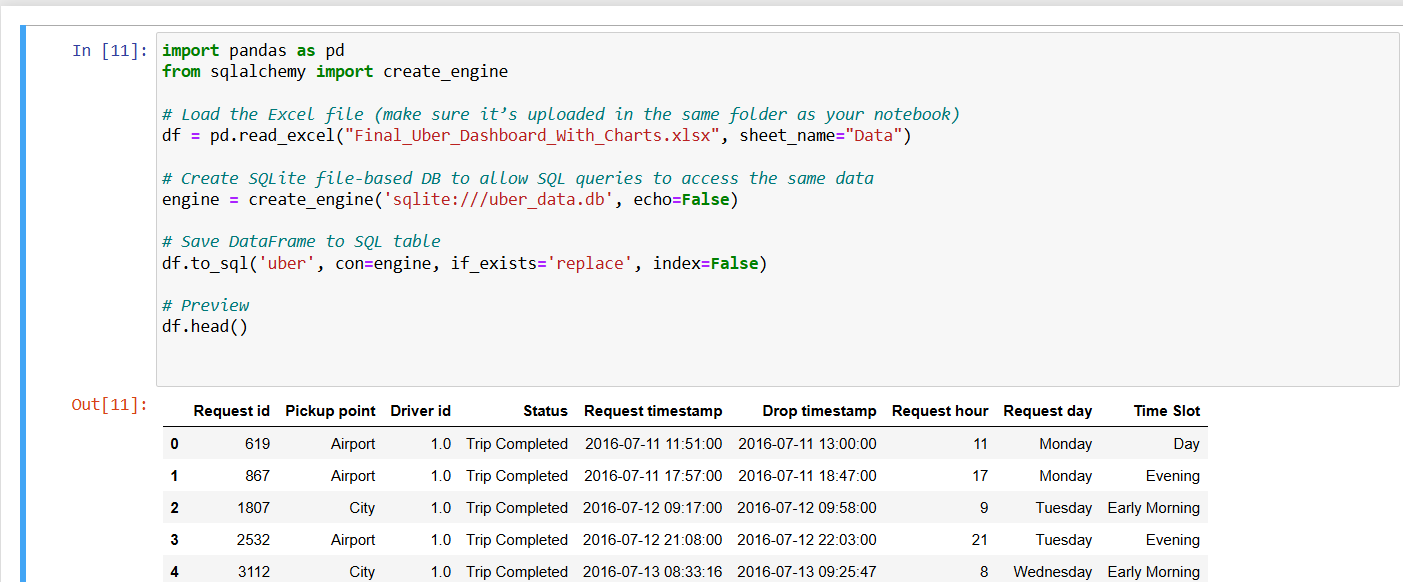 In [11]: import pandas as pd
from sqlalchemy import create_engine
# Load the Excel file (make sure it’s uploaded in the same folder as your notebook)
df = pd.read_excel("Final_Uber_Dashboard_With_Charts.xlsx", sheet_name="Data")
# Create SQLite file-based DB to allow SQL queries to access the same data
engine = create_engine('sqlite:///uber_data.db', echo=False)
# Save DataFrame to SQL table
df.to_sql('uber', con=engine, if_exists='replace', index=False)
# Preview
df.head()
Out[11]:
Request id Pickup point Driver id Status Request timestamp Drop timestamp Request hour Request day Time Slot
0 619 Airport 1.0 Trip Completed 2016-07-11 11:51:00 2016-07-11 13:00:00 11 Monday Day
1 867 Airport 1.0 Trip Completed 2016-07-11 17:57:00 2016-07-11 18:47:00 17 Monday Evening
2 1807 City 1.0 Trip Completed 2016-07-12 09:17:00 2016-07-12 09:58:00 9 Tuesday Early Morning
3 2532 Airport 1.0 Trip Completed 2016-07-12 21:08:00 2016-07-12 22:03:00 21 Tuesday Evening
4 3112 City 1.0 Trip Completed 2016-07-13 08:33:16 2016-07-13 09:25:47 8 Wednesday Early Morning